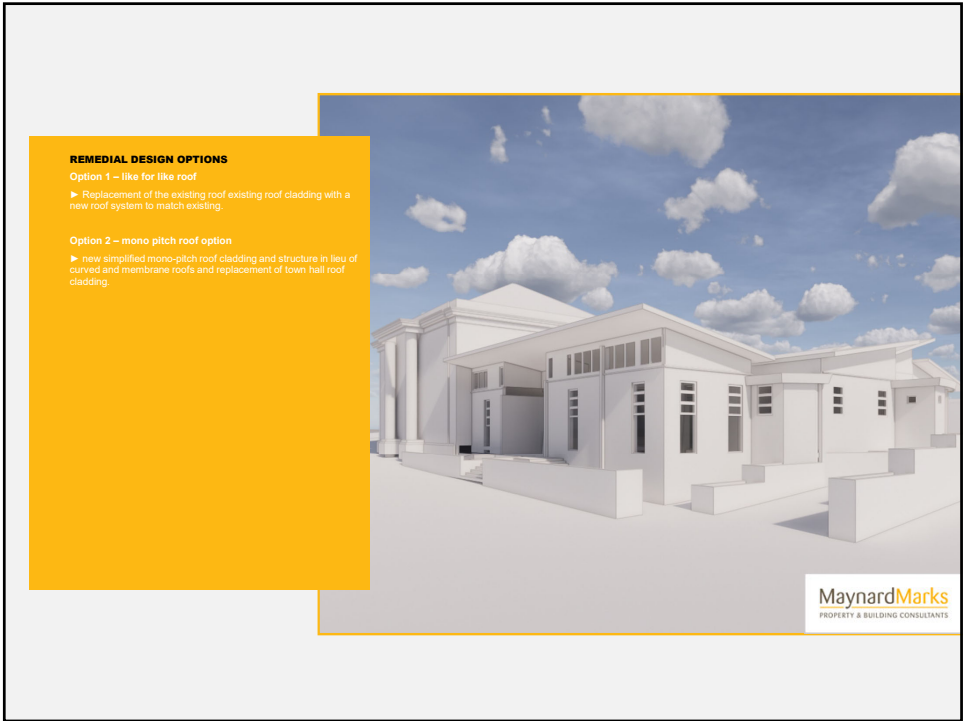 REMEDIAL DESIGN OPTIONS
Option 1 – like for like roof
► Replacement of the existing roof existing roof cladding with a
new roof system to match existing.
Option 2 – mono pitch roof option
► new simplified mono-pitch roof cladding and structure in lieu of
curved and membrane roofs and replacement of town hall roof
cladding.
MaynardMarks
PROPERTY & BUILDING CONSULTANTS